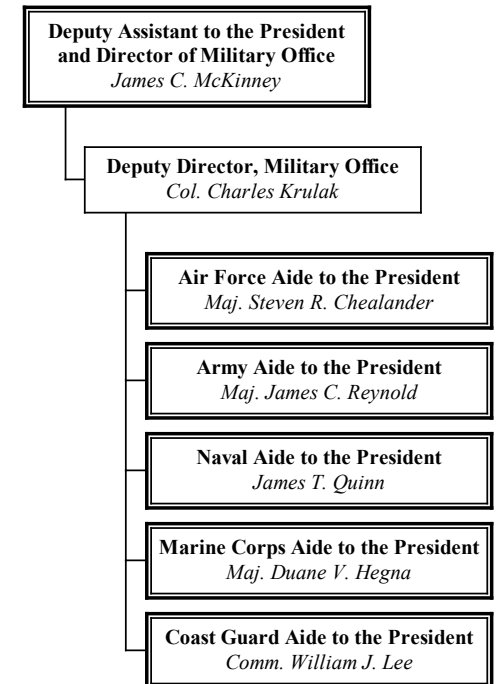 Deputy Assistant to the President
and Director of Military Office
James C. McKinney
Deputy Director, Military Office
Col. Charles Krulak
Air Force Aide to the President
Maj. Steven R. Chealander
Army Aide to the President
Maj. James C. Reynold
Naval Aide to the President
James T. Quinn
Marine Corps Aide to the President
Maj. Duane V. Hegna
Coast Guard Aide to the President
Comm. William J. Lee